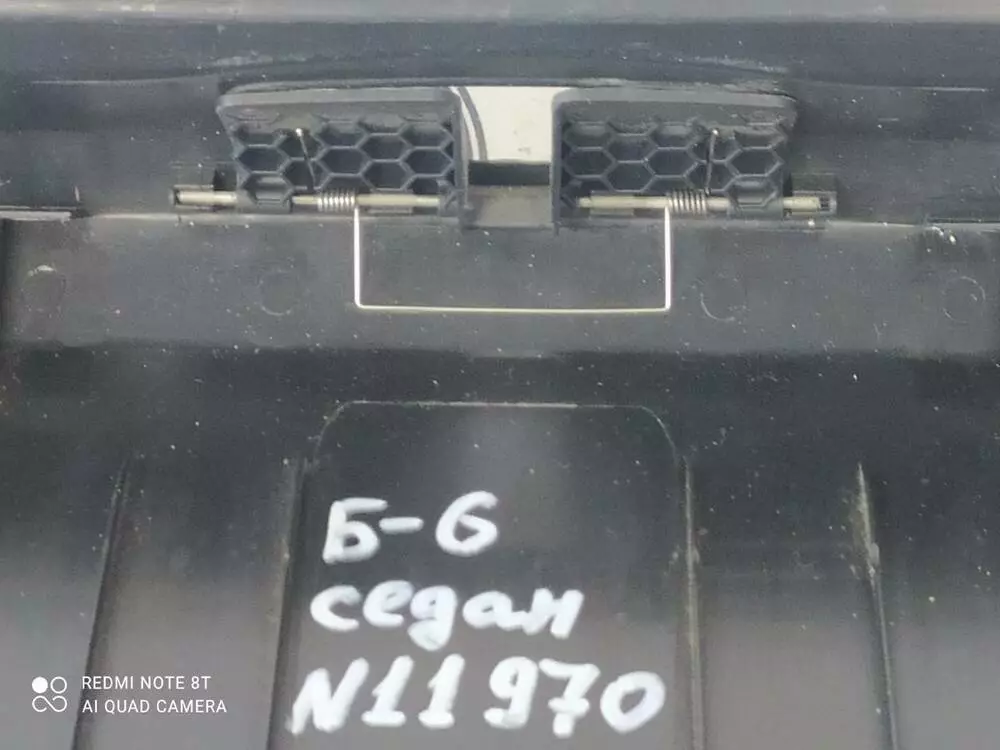 Б-6
седан
N11970
REDMI NOTE 8T
AI QUAD CAMERA